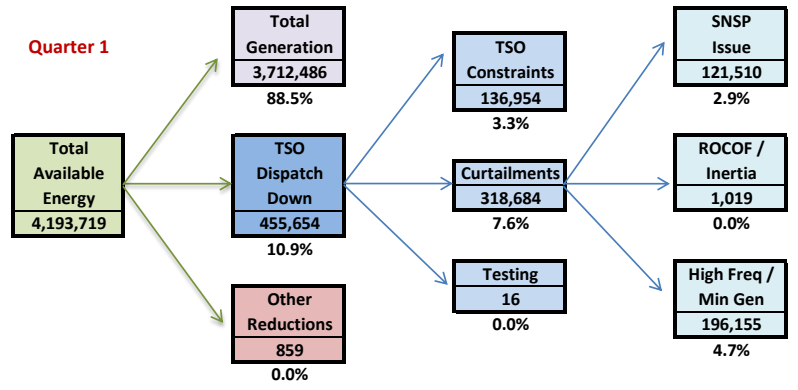 Quarter 1
Total
Generation
3,712,486
88.5%
Total
Available
Energy
4,193,719
TSO
Dispatch
Down
455,654
10.9%
Other
Reductions
859
0.0%
TSO
Constraints
136,954
3.3%
Curtailments
318,684
7.6%
Testing
16
0.0%
SNSP
Issue
121,510
2.9%
ROCOF /
Inertia
1,019
0.0%
High Freq /
Min Gen
196,155
4.7%